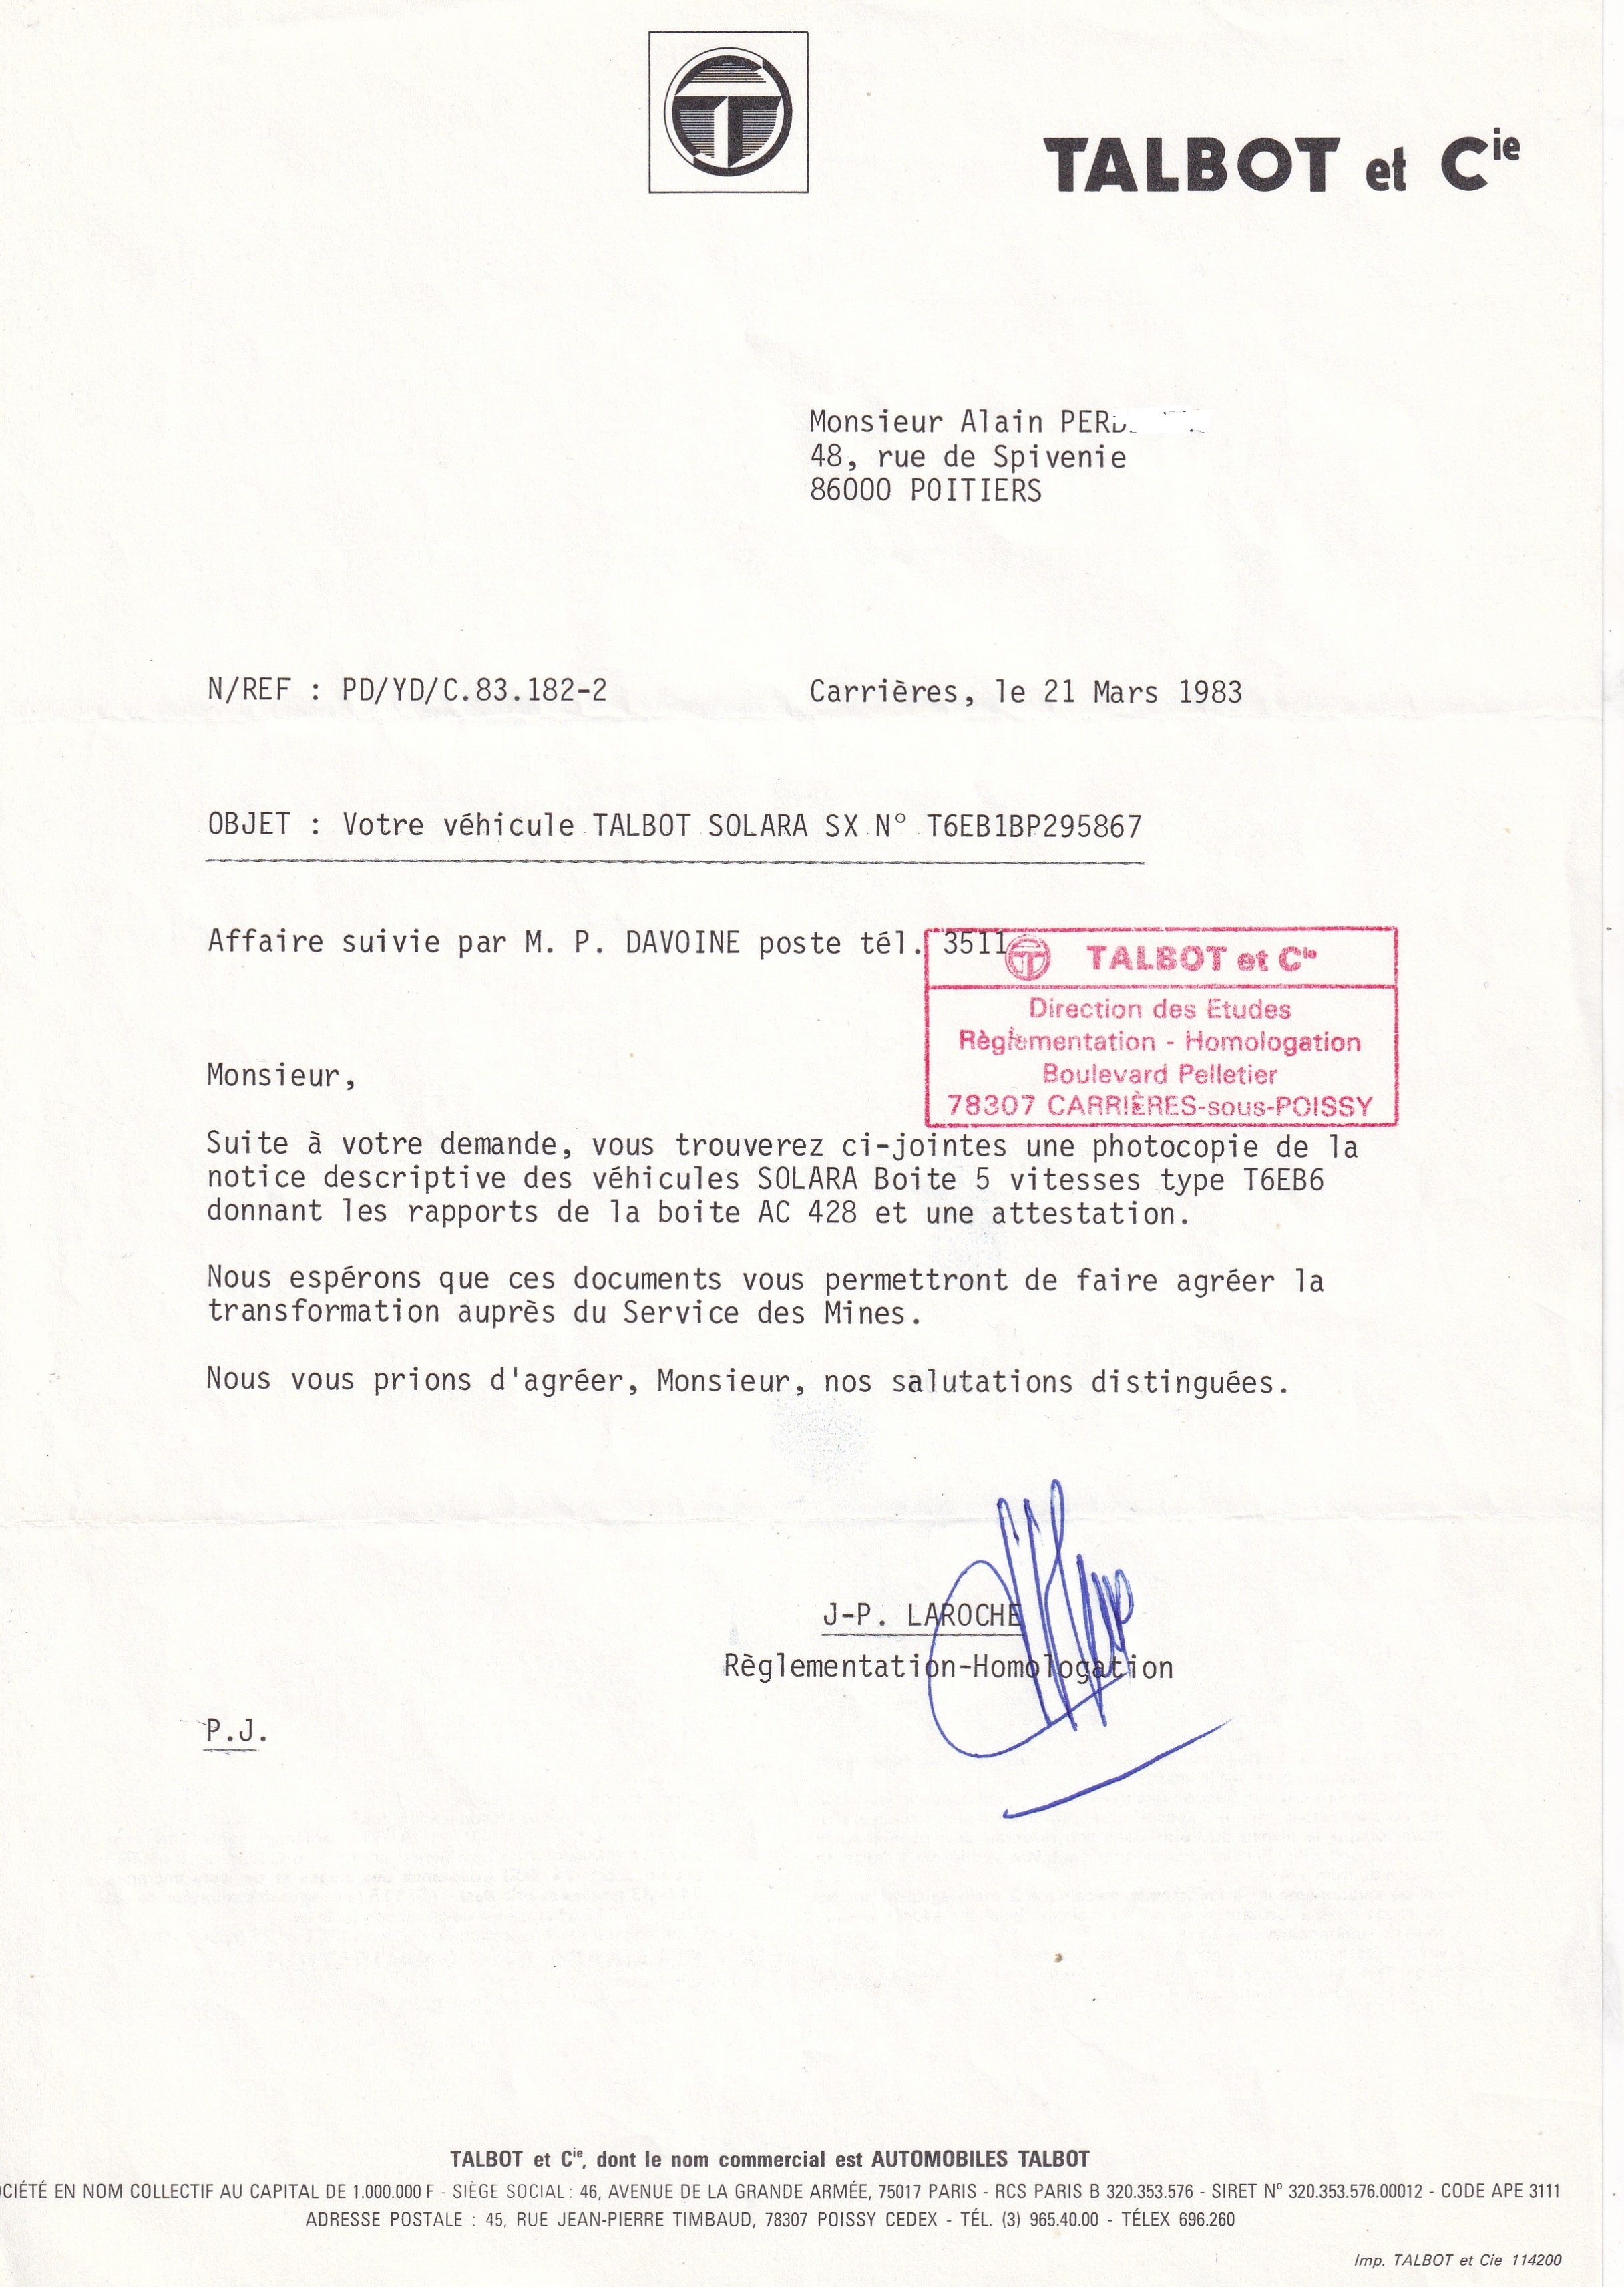 TALBOT et Cie
Monsieur Alain
48, rue de Spivenie
86000 POITIERS
N/REF : PD/YD/C.83.182-2 Carrières, le 21 Mars 1983
OBJET : Votre véhicule TALBOT SOLARA SX N° T6EB1BP295867
Affaire suivie par M. P. DAVOINE poste tél. 3511
TALBOT et Cie
Direction des Etudes
Règlementation - Homologation
Boulevard Pelletier
78307 CARRIÈRES-sous-POISSY
Monsieur,
Suite à votre demande, vous trouverez ci-jointes une photocopie de la
notice descriptive des véhicules SOLARA Boite 5 vitesses type T6EB6
donnant les rapports de la boite AC 428 et une attestation.
Nous espérons que ces documents vous permettront de faire agréer la
transformation auprès du Service des Mines.
Nous vous prions d'agréer, Monsieur, nos salutations distinguées.
J-P. LAROCHE
Règlementation-Homologation
P.J.
TALBOT et Cie, dont le nom commercial est AUTOMOBILES TALBOT
CIÉTÉ EN NOM COLLECTIF AU CAPITAL DE 1.000.000 F - SIÈGE SOCIAL : 46, AVENUE DE LA GRANDE ARMÉE, 75017 PARIS - RCS PARIS B 320.353.576 - SIRET N° 320.353.576.00012 - CODE APE 3111
ADRESSE POSTALE : 45, RUE JEAN-PIERRE TIMBAUD, 78307 POISSY CEDEX - TÉL. (3) 965.40.00 - TÉLEX 696.260
Imp. TALBOT et Cie 114200